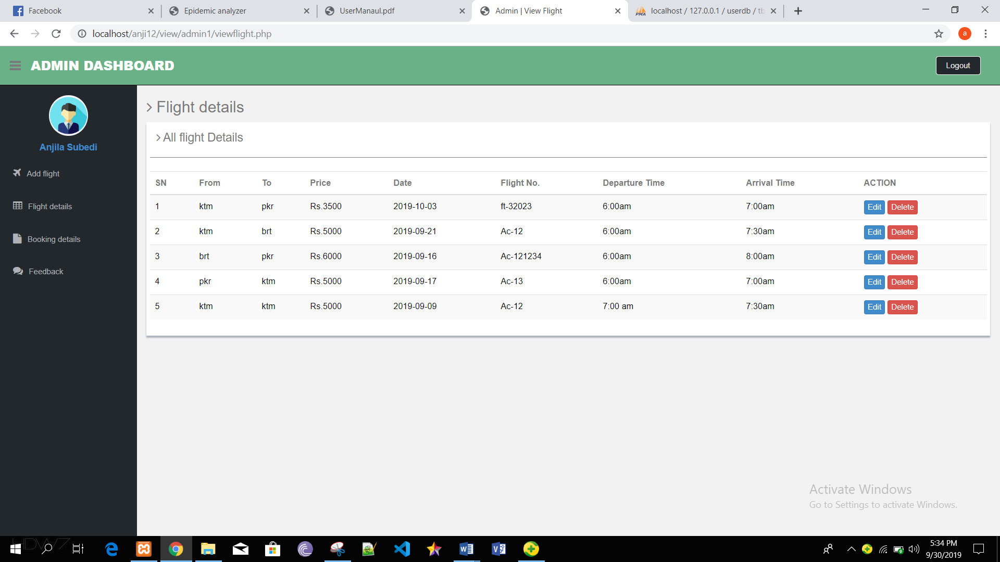 Facebook
Epidemic analyzer
UserManaul.pdf
Admin | View Flight
localhost / 127.0.0.1 / userdb / tb
localhost/anji12/view/admin1/viewflight.php
a
ADMIN DASHBOARD
Logout
Anjila Subedi
Add flight
Flight details
Booking details
Feedback
Flight details
All flight Details
SN From To Price Date Flight No. Departure Time Arrival Time ACTION
1 ktm pkr Rs.3500 2019-10-03 ft-32023 6:00am 7:00am Edit Delete
2 ktm brt Rs.5000 2019-09-21 Ac-12 6:00am 7:30am Edit Delete
3 brt pkr Rs.6000 2019-09-16 Ac-121234 6:00am 8:00am Edit Delete
4 pkr ktm Rs.5000 2019-09-17 Ac-13 6:00am 7:00am Edit Delete
5 ktm ktm Rs.5000 2019-09-09 Ac-12 7:00 am 7:30am Edit Delete
Activate Windows
Go to Settings to activate Windows.
HDW7
5:34 PM
9/30/2019